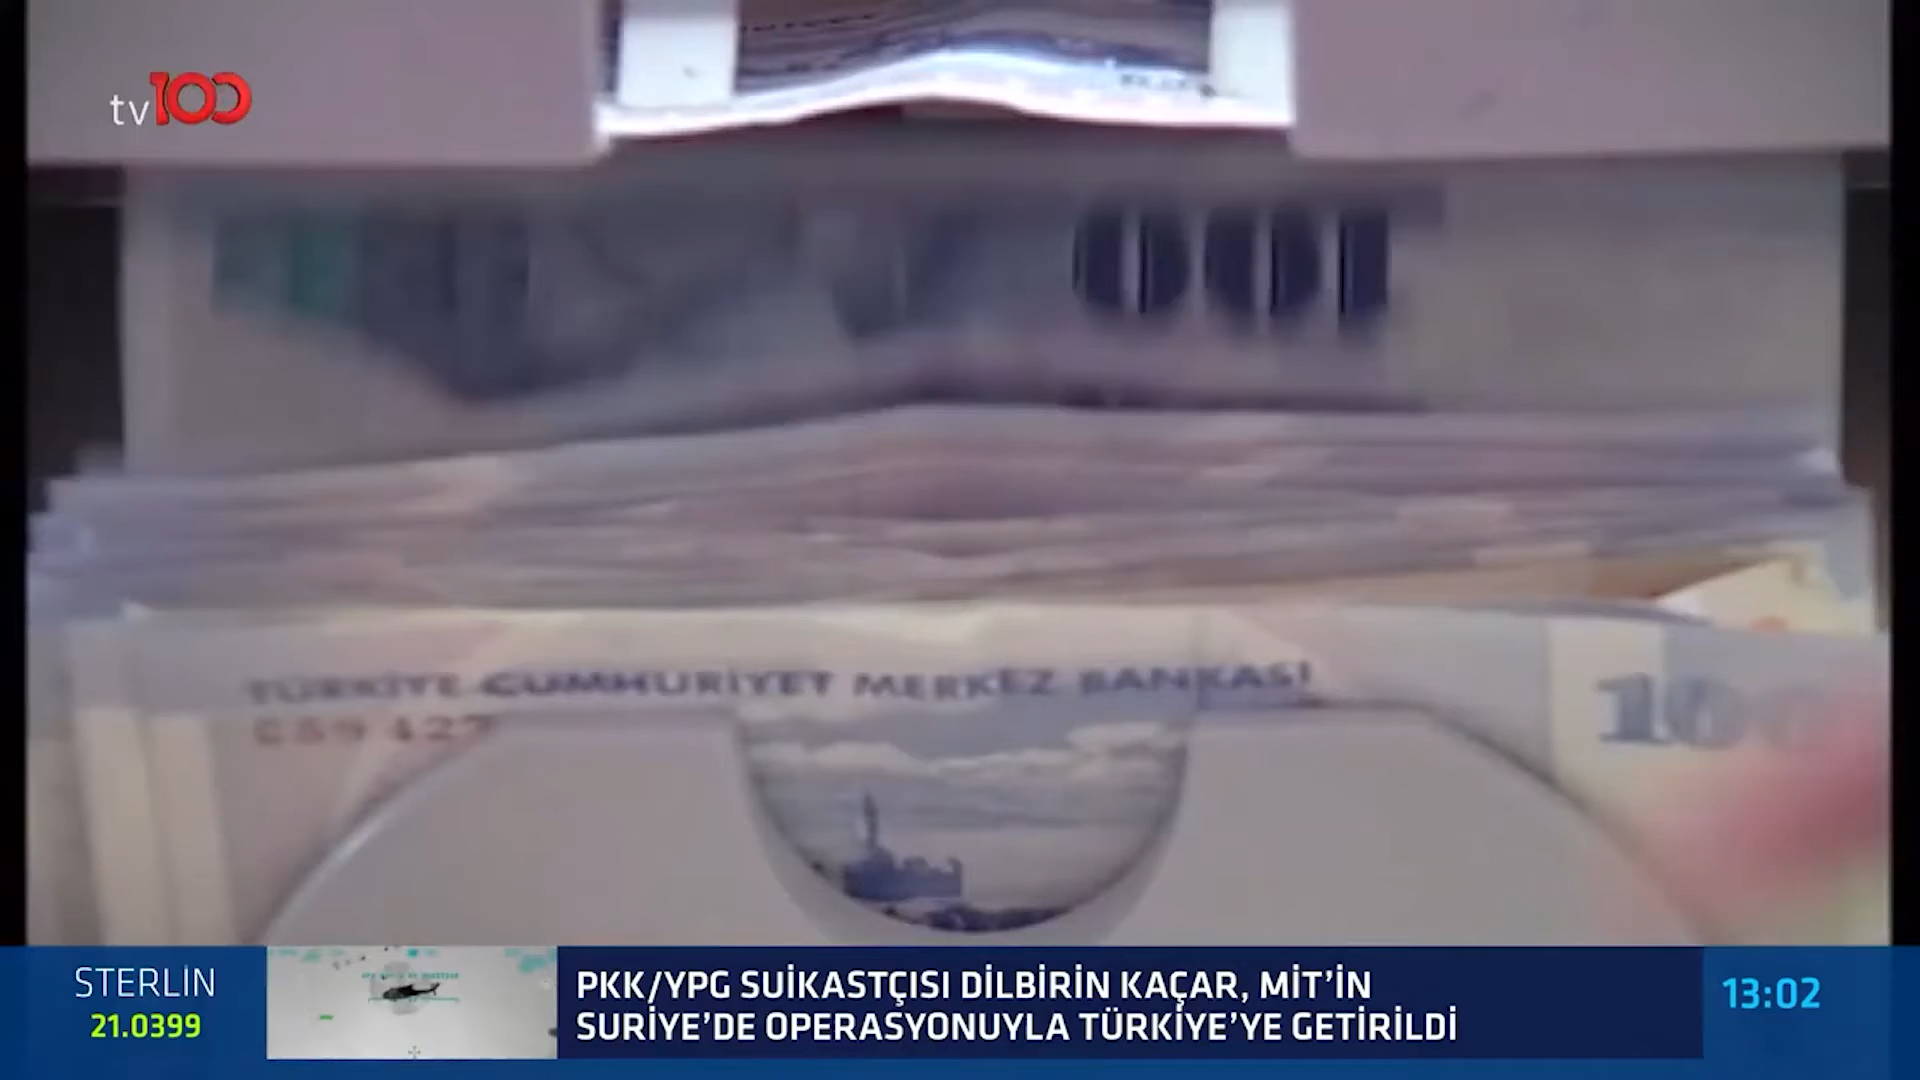 tv100
TÜRKİYE CUMHURİYET MERKEZ BANKASI
STERLİN
21.0399
PKK/YPG SUİKASTÇISI DİLBİRİN KAÇAR, MİT’İN
SURİYE’DE OPERASYONUYLA TÜRKİYE’YE GETİRİLDİ
13:02